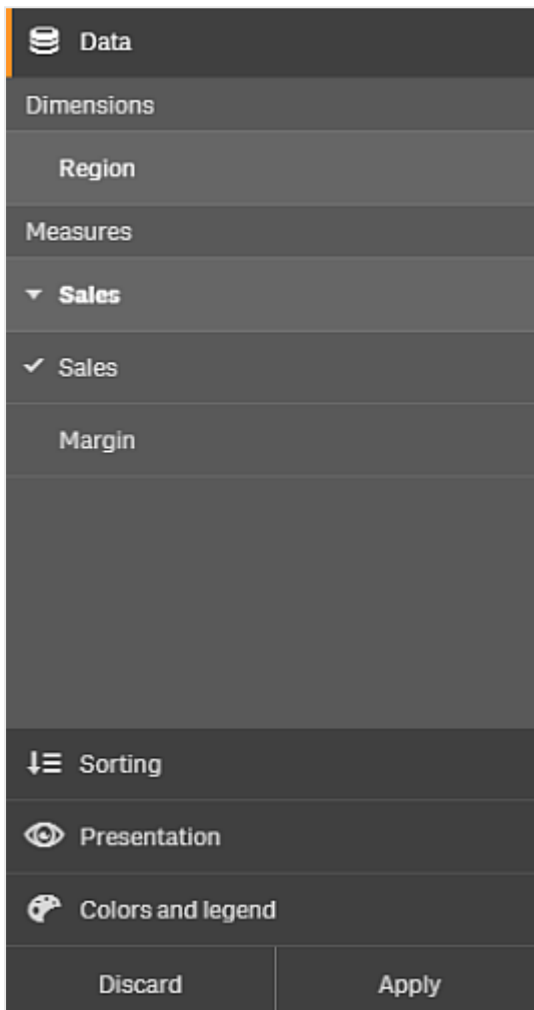 Data
Dimensions
Region
Measures
Sales
Sales
Margin
Sorting
Presentation
Colors and legend
Discard Apply